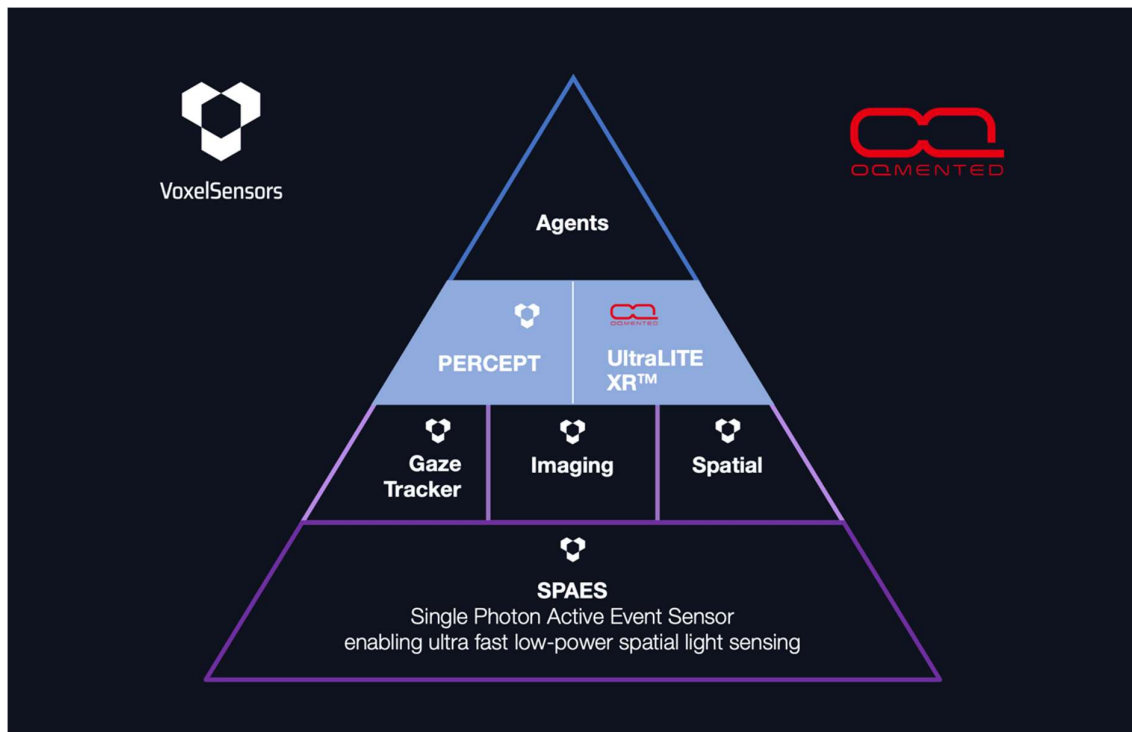 VoxelSensors
OQMENTED
Agents
PERCEPT
OQMENTED
UltraLITE
XR™
Gaze
Tracker
Imaging
Spatial
SPAES
Single Photon Active Event Sensor
enabling ultra fast low-power spatial light sensing